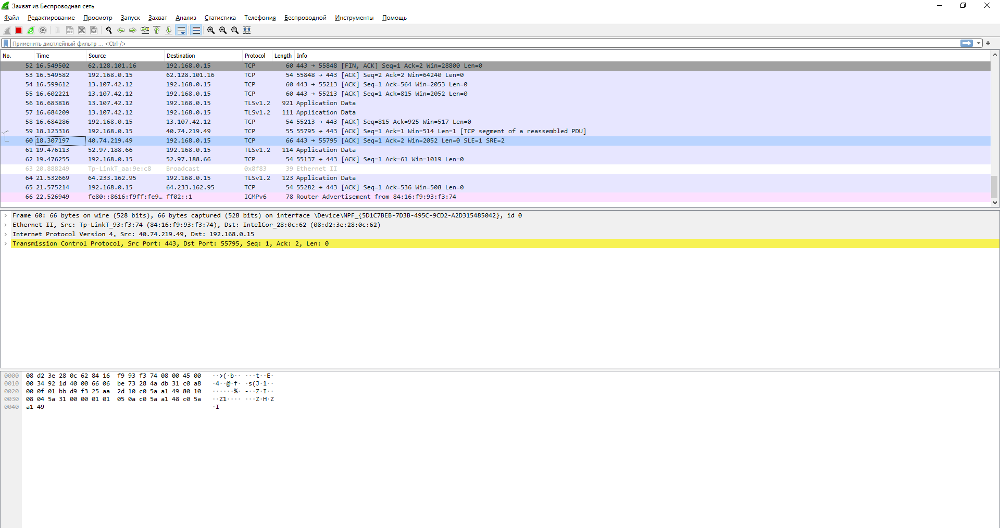 Захват из Беспроводная сеть
Файл Редактирование Просмотр Запуск Захват Анализ Статистика Телефония Беспроводной Инструменты Помощь
Применить дисплейный фильтр ... <Ctrl-/>
No. Time Source Destination Protocol Length Info
52 16.549502 62.128.101.16 192.168.0.15 TCP 60 443 → 55848 [FIN, ACK] Seq=1 Ack=2 Win=28800 Len=0
53 16.549582 192.168.0.15 62.128.101.16 TCP 54 55848 → 443 [ACK] Seq=2 Ack=2 Win=64240 Len=0
54 16.599612 13.107.42.12 192.168.0.15 TCP 60 443 → 55213 [ACK] Seq=1 Ack=564 Win=2053 Len=0
55 16.602221 13.107.42.12 192.168.0.15 TCP 60 443 → 55213 [ACK] Seq=1 Ack=815 Win=2052 Len=0
56 16.683816 13.107.42.12 192.168.0.15 TLSv1.2 921 Application Data
57 16.684209 13.107.42.12 192.168.0.15 TLSv1.2 111 Application Data
58 16.684286 192.168.0.15 13.107.42.12 TCP 54 55213 → 443 [ACK] Seq=815 Ack=925 Win=517 Len=0
59 18.123316 192.168.0.15 40.74.219.49 TCP 55 55795 → 443 [ACK] Seq=1 Ack=1 Win=514 Len=1 [TCP segment of a reassembled PDU]
60 18.307197 40.74.219.49 192.168.0.15 TCP 66 443 → 55795 [ACK] Seq=1 Ack=2 Win=2052 Len=0 SLE=1 SRE=2
61 19.476113 52.97.188.66 192.168.0.15 TLSv1.2 114 Application Data
62 19.476255 192.168.0.15 52.97.188.66 TCP 54 55137 → 443 [ACK] Seq=1 Ack=61 Win=1019 Len=0
63 20.888249 Tp-LinkT_aa:9e:c8 Broadcast 0x8f83 39 Ethernet II
64 21.532669 64.233.162.95 192.168.0.15 TLSv1.2 123 Application Data
65 21.575214 192.168.0.15 64.233.162.95 TCP 54 55282 → 443 [ACK] Seq=1 Ack=536 Win=508 Len=0
66 22.526949 fe80::8616:f9ff:fe9… ff02::1 ICMPv6 78 Router Advertisement from 84:16:f9:93:f3:74
Frame 60: 66 bytes on wire (528 bits), 66 bytes captured (528 bits) on interface \Device\NPF_{5D1C7BEB-7D3B-495C-9CD2-A2D315485042}, id 0
Ethernet II, Src: Tp-LinkT_93:f3:74 (84:16:f9:93:f3:74), Dst: IntelCor_28:0c:62 (08:d2:3e:28:0c:62)
Internet Protocol Version 4, Src: 40.74.219.49, Dst: 192.168.0.15
Transmission Control Protocol, Src Port: 443, Dst Port: 55795, Seq: 1, Ack: 2, Len: 0
0000 08 d2 3e 28 0c 62 84 16 f9 93 f3 74 08 00 45 00 ··>(·b·· ···t··E·
0010 00 34 92 1d 40 00 66 06 be 73 28 4a db 31 c0 a8 ·4··@·f· ·s(J·1··
0020 00 0f 01 bb d9 f3 25 aa 2d 10 c0 5a a1 49 80 10 ······%· -··Z·I··
0030 08 04 5a 31 00 00 01 01 05 0a c0 5a a1 48 c0 5a ··Z1···· ···Z·H·Z
0040 a1 49 ·I